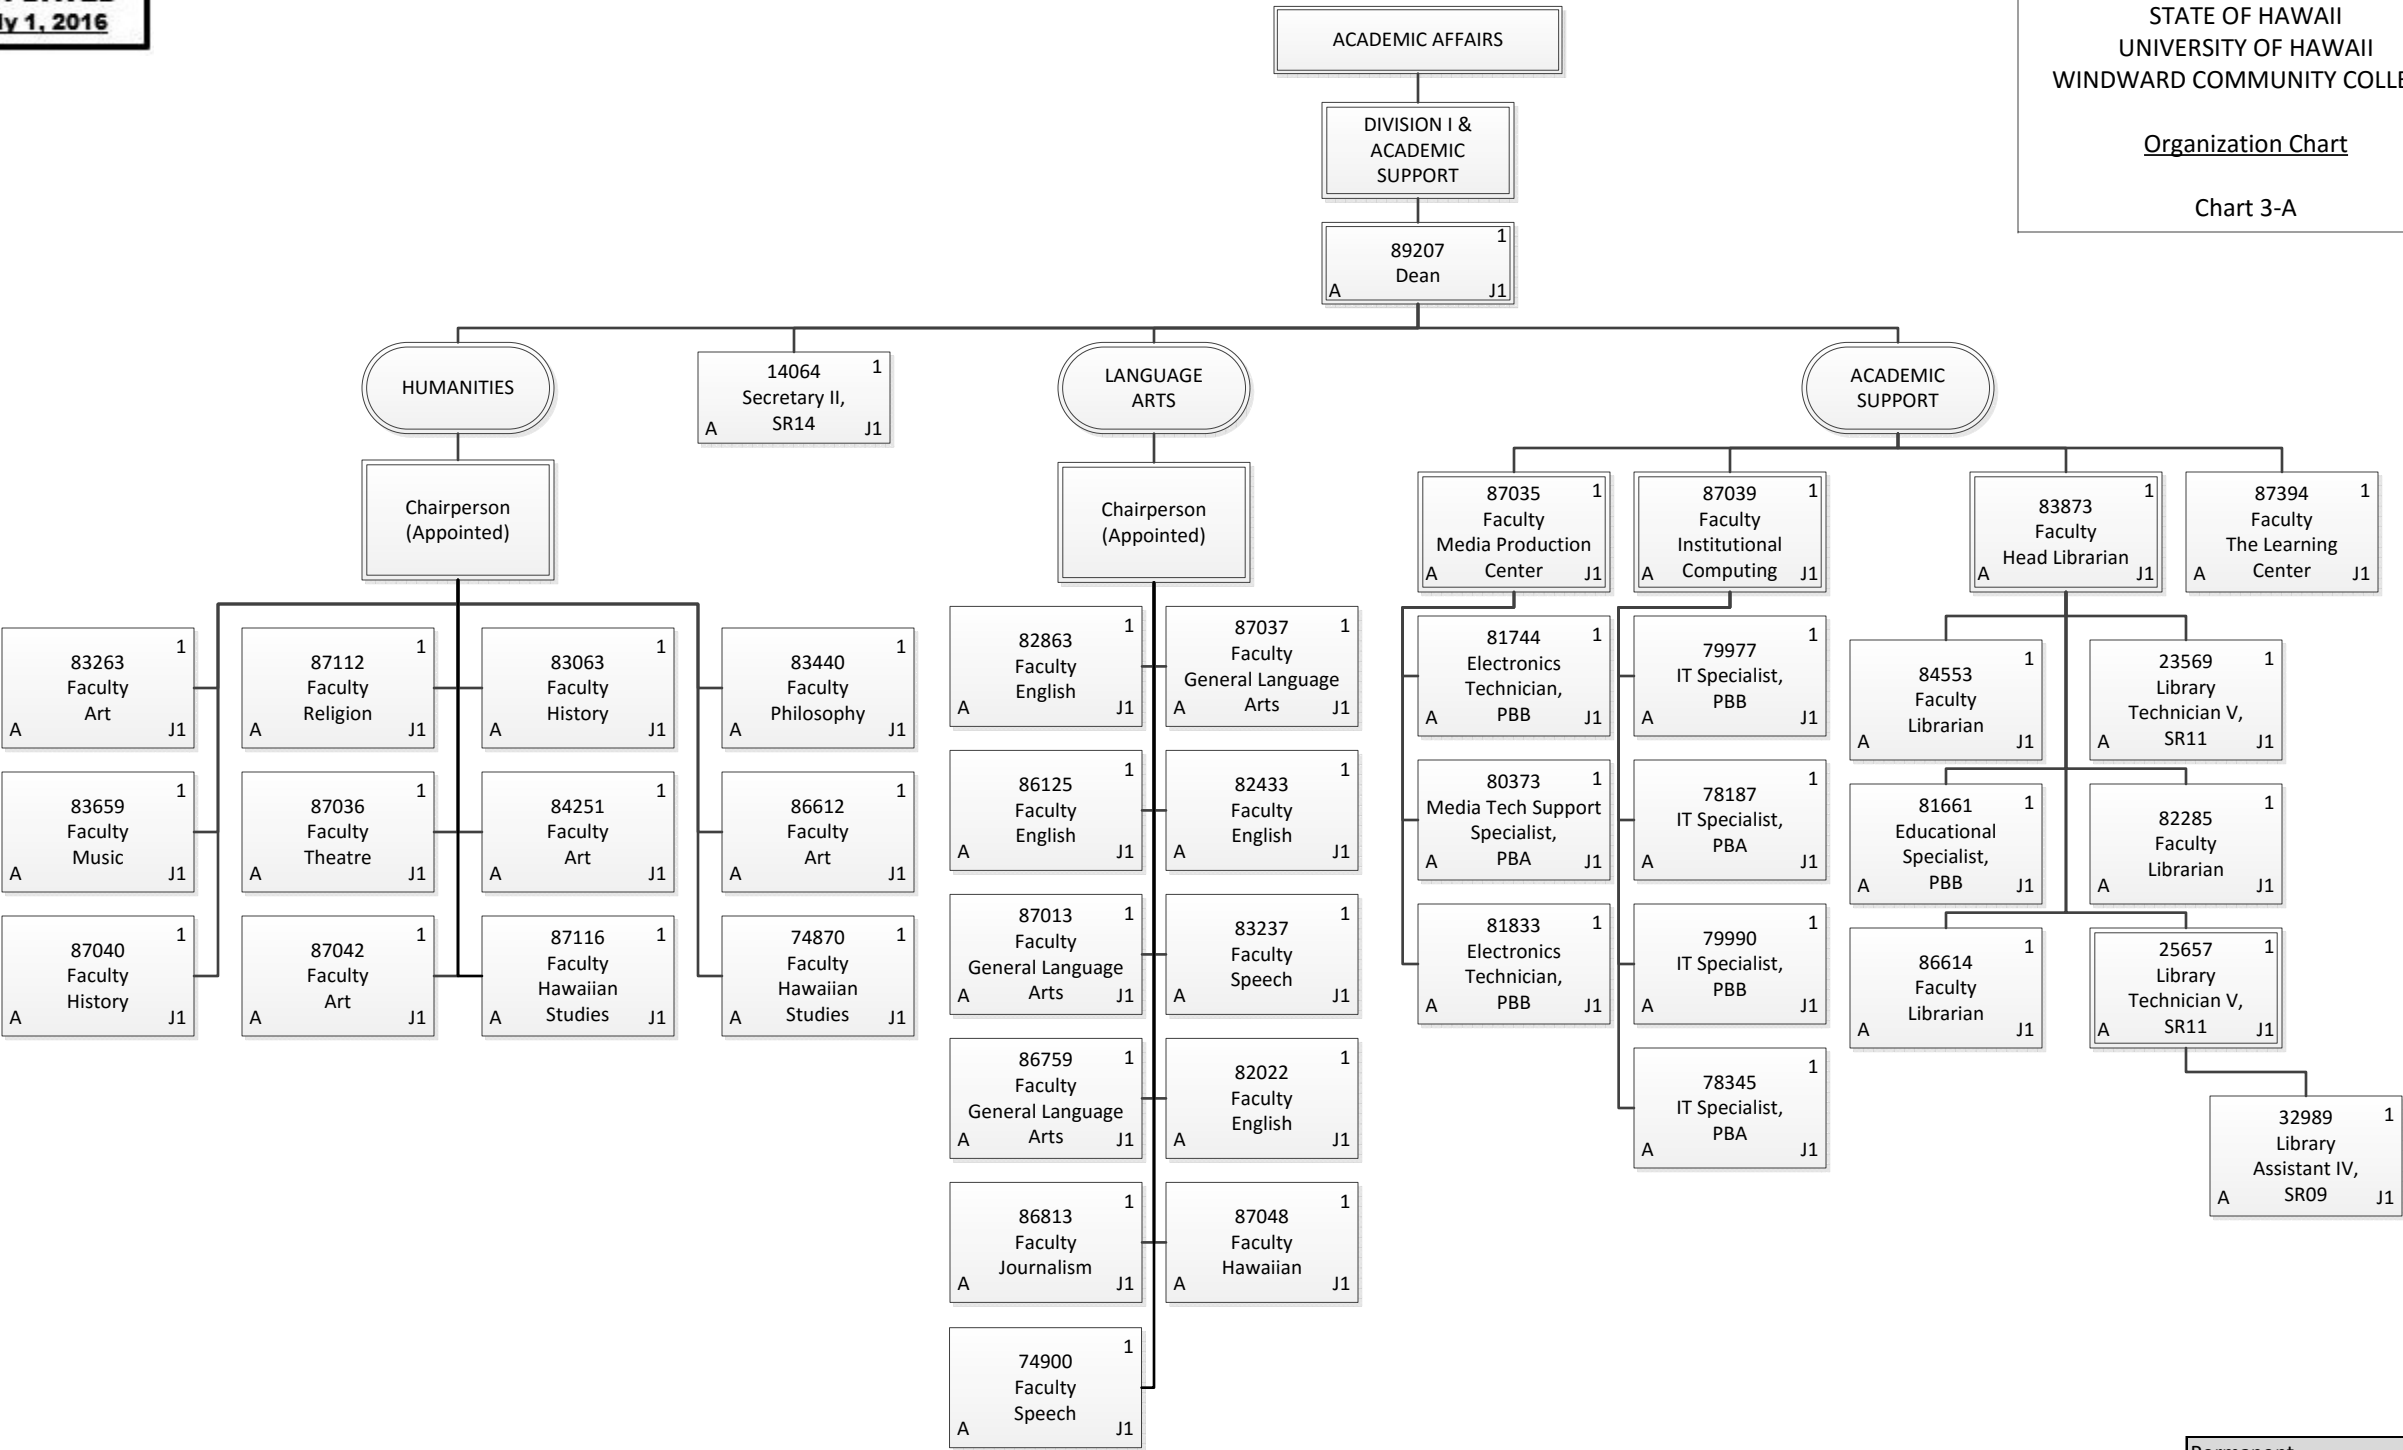 1, 2016
STATE OF HAWAII
UNIVERSITY OF HAWAII
WINDWARD COMMUNITY
Organization Chart
Chart 3-A
ACADEMIC AFFAIRS
DIVISION I &
ACADEMIC
SUPPORT
1
89207
Dean
A J1
HUMANITIES
14064 1
Secretary II,
SR14
A J1
LANGUAGE
ARTS
ACADEMIC
SUPPORT
Chairperson
(Appointed)
1
83263
Faculty
Art
A J1
1
87112
Faculty
Religion
A J1
1
83063
Faculty
History
A J1
1
83440
Faculty
Philosophy
A J1
1
83659
Faculty
Music
A J1
1
87036
Faculty
Theatre
A J1
1
84251
Faculty
Art
A J1
1
86612
Faculty
Art
A J1
1
87040
Faculty
History
A J1
1
87042
Faculty
Art
A J1
87116 1
Faculty
Hawaiian
Studies
A J1
74870 1
Faculty
Hawaiian
Studies
A J1
Chairperson
(Appointed)
1
82863
Faculty
English
A J1
87037 1
Faculty
General Language
Arts
A J1
1
86125
Faculty
English
A J1
1
82433
Faculty
English
A J1
87013 1
Faculty
General Language
Arts
A J1
1
83237
Faculty
Speech
A J1
86759 1
Faculty
General Language
Arts
A J1
1
82022
Faculty
English
A J1
1
86813
Faculty
Journalism
A J1
1
87048
Faculty
Hawaiian
A J1
1
74900
Faculty
Speech
A J1
87035 1
Faculty
Media Production
Center
A J1
87039 1
Faculty
Institutional
Computing
A J1
1
83873
Faculty
Head Librarian
A J1
87394 1
Faculty
The Learning
Center
A J1
81744 1
Electronics
Technician,
PBB
A J1
80373 1
Media Tech Support
Specialist,
PBA
A J1
81833 1
Electronics
Technician,
PBB
A J1
1
79977
IT Specialist,
PBB
A J1
1
78187
IT Specialist,
PBA
A J1
1
79990
IT Specialist,
PBB
A J1
1
78345
IT Specialist,
PBA
A J1
1
84553
Faculty
Librarian
A J1
23569 1
Library
Technician V,
SR11
A J1
81661 1
Educational
Specialist,
PBB
A J1
1
82285
Faculty
Librarian
A J1
1
86614
Faculty
Librarian
A J1
25657 1
Library
Technician V,
SR11
A J1
32989 1
Library
Assistant IV,
SR09
A J1